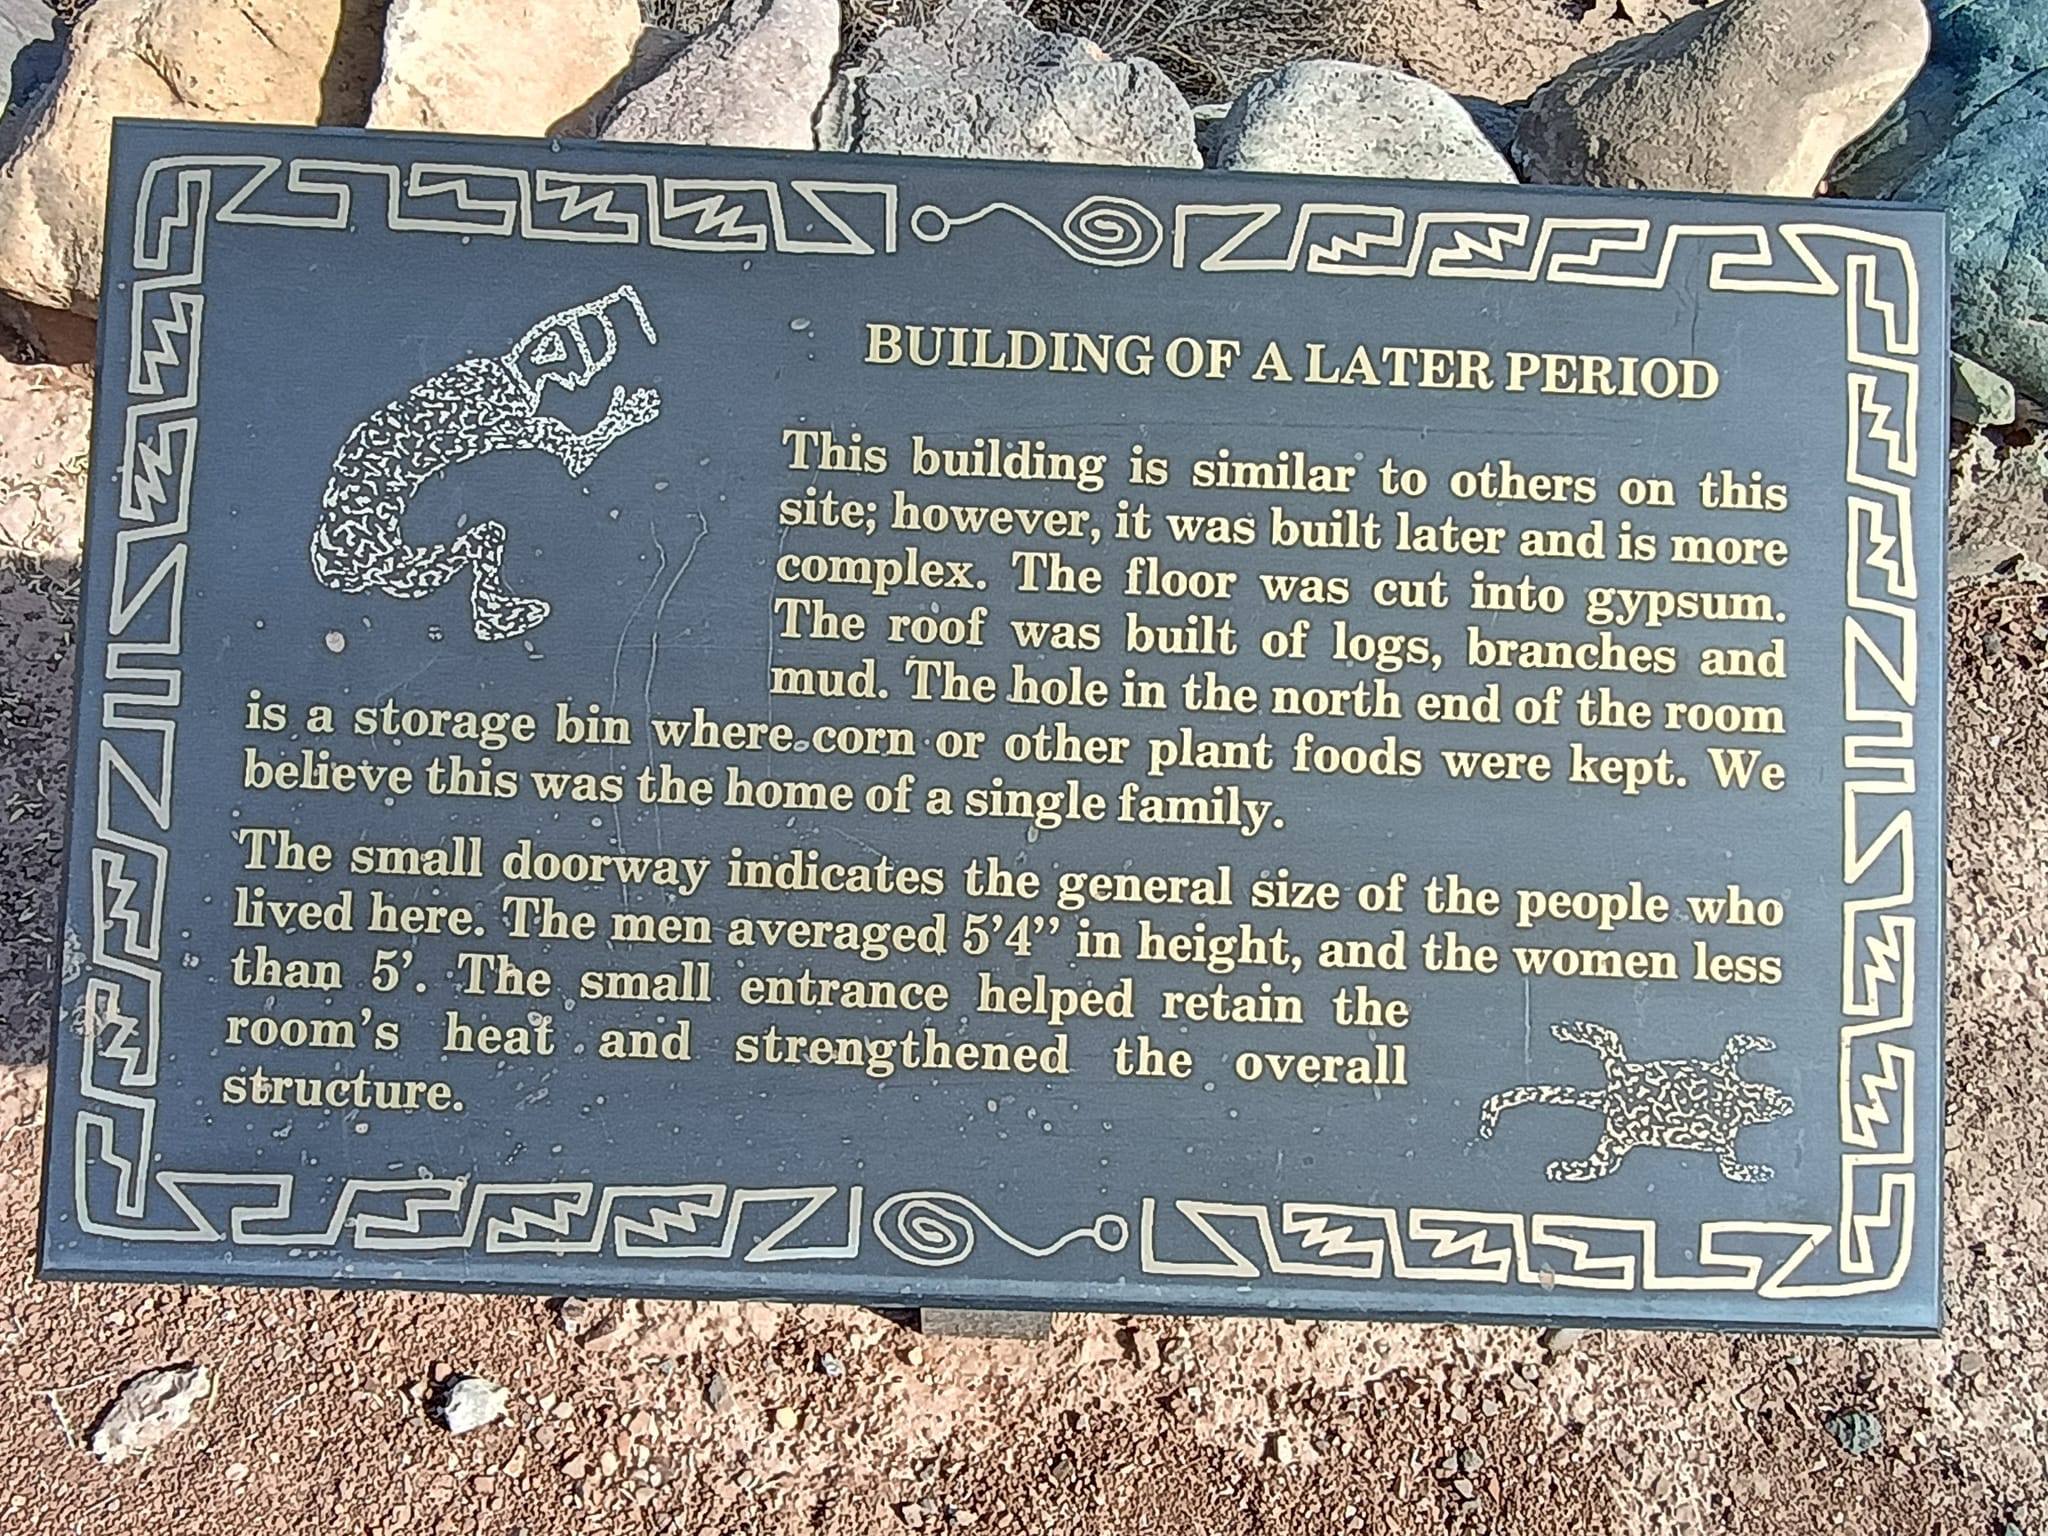 BUILDING OF A LATER PERIOD
This building is similar to others on this
site; however, it was built later and is more
complex. The floor was cut into gypsum.
The roof was built of logs, branches and
mud. The hole in the north end of the room
is a storage bin where corn or other plant foods were kept. We
believe this was the home of a single family.
The small doorway indicates the general size of the people who
lived here. The men averaged 5’4” in height, and the women less
than 5’. The small entrance helped retain the
room’s heat and strengthened the overall
structure.